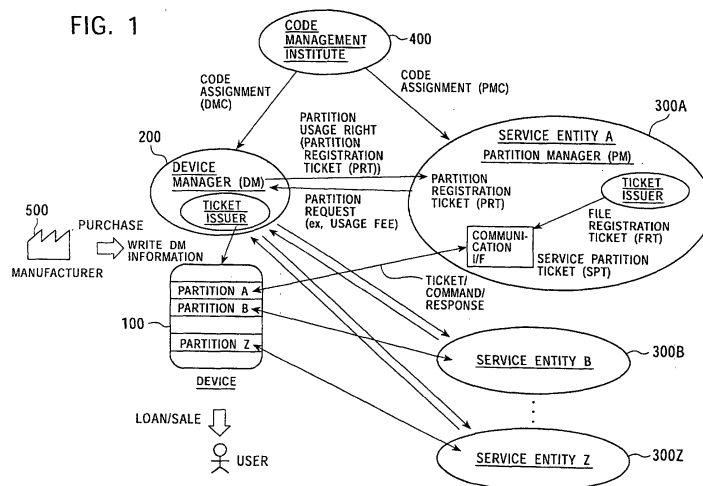 FIG. 1
CODE
MANAGEMENT
INSTITUTE
400
CODE
ASSIGNMENT
(DMC)
CODE
ASSIGNMENT (PMC)
300A
PARTITION
USAGE RIGHT
(PARTITION
REGISTRATION
TICKET (PRT))
200
DEVICE
MANAGER (DM)
TICKET
ISSUER
SERVICE ENTITY A
PARTITION MANAGER (PM)
PARTITION
REGISTRATION
TICKET (PRT)
TICKET
ISSUER
PARTITION
REQUEST
(ex, USAGE FEE)
FILE
REGISTRATION
TICKET (FRT)
COMMUNI-
CATION
I/F
SERVICE PARTITION
TICKET (SPT)
500
PURCHASE
WRITE DM
INFORMATION
MANUFACTURER
TICKET/
COMMAND/
RESPONSE
PARTITION A
PARTITION B
PARTITION Z
100
DEVICE
SERVICE ENTITY B
300B
LOAN/SALE
USER
SERVICE ENTITY Z
300Z